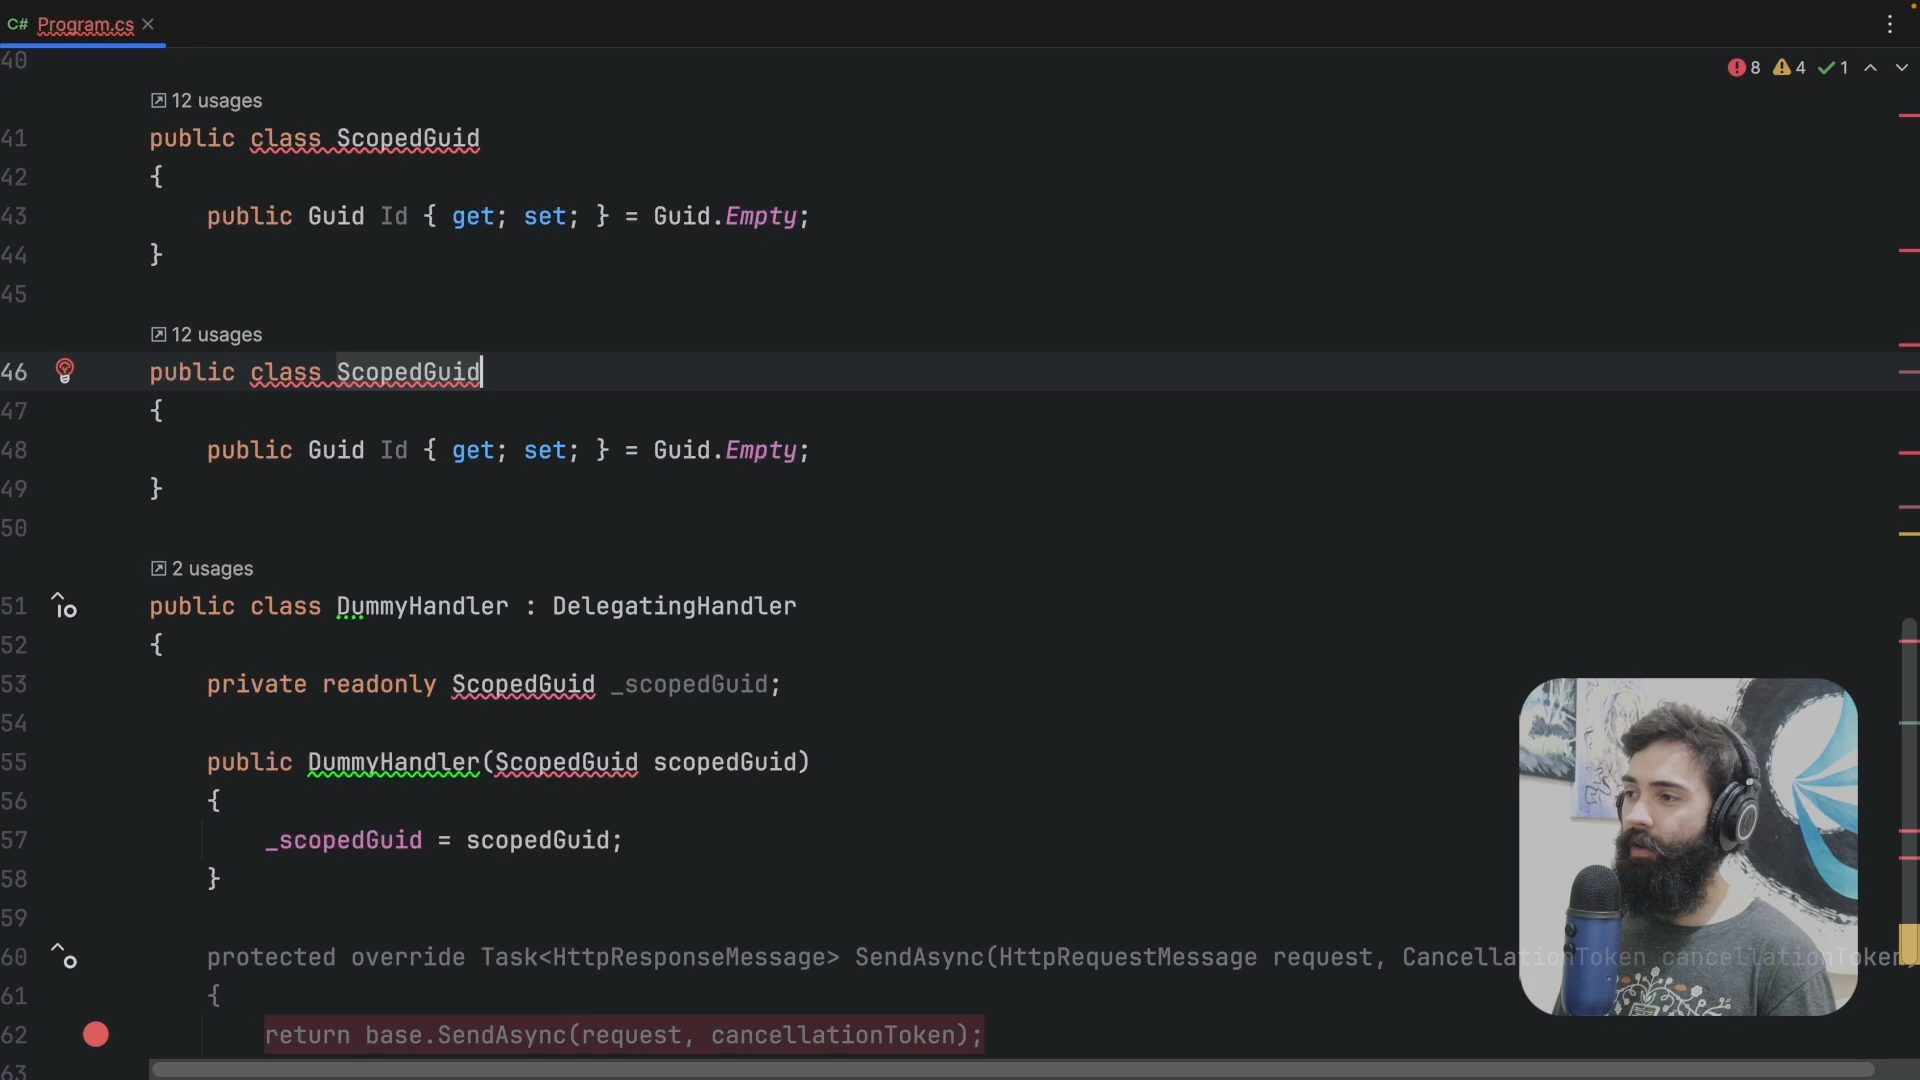 C# Program.cs
40
8 4 1
12 usages
41 public class ScopedGuid
42 {
43 public Guid Id { get; set; } = Guid.Empty;
44 }
45
12 usages
46 public class ScopedGuid
47 {
48 public Guid Id { get; set; } = Guid.Empty;
49 }
50
2 usages
51 public class DummyHandler : DelegatingHandler
52 {
53 private readonly ScopedGuid _scopedGuid;
54
55 public DummyHandler(ScopedGuid scopedGuid)
56 {
57 _scopedGuid = scopedGuid;
58 }
59
60 protected override Task<HttpResponseMessage> SendAsync(HttpRequestMessage request, CancellationToken cancellationToken)
61 {
62 return base.SendAsync(request, cancellationToken);
63